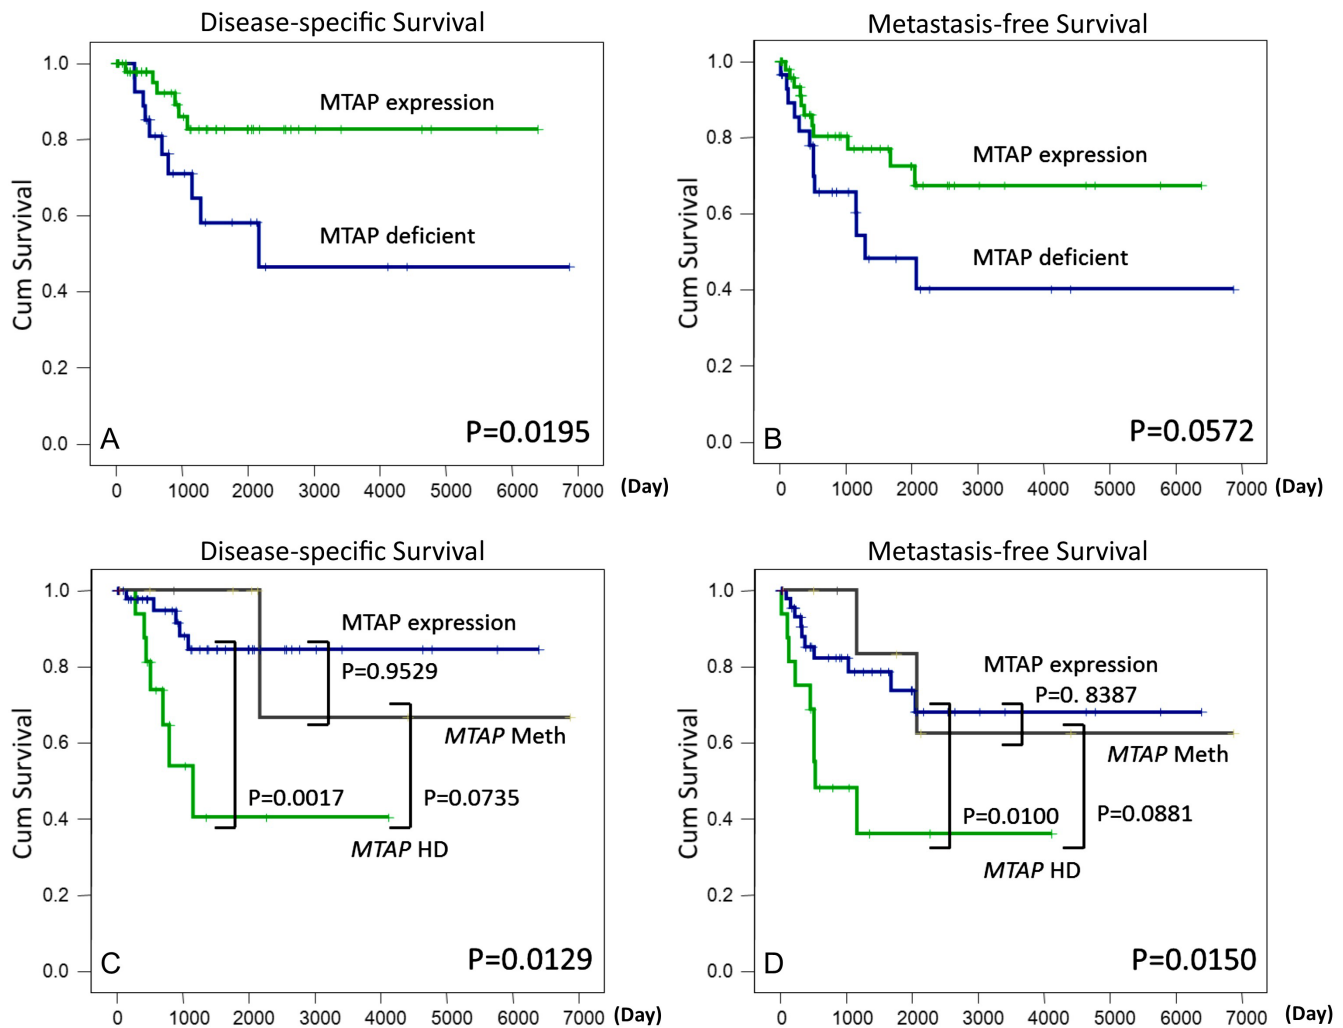 Disease-specific Survival
Cum Survival
1.0
0.8
0.6
0.4
0.2
0.0
MTAP expression
MTAP deficient
A
P=0.0195
0 1000 2000 3000 4000 5000 6000 7000 (Day)
Metastasis-free Survival
Cum Survival
1.0
0.8
0.6
0.4
0.2
0.0
MTAP expression
MTAP deficient
B
P=0.0572
0 1000 2000 3000 4000 5000 6000 7000 (Day)
Disease-specific Survival
Cum Survival
1.0
0.8
0.6
0.4
0.2
0.0
MTAP expression
P=0.9529
MTAP Meth
P=0.0017
P=0.0735
MTAP HD
C
P=0.0129
0 1000 2000 3000 4000 5000 6000 7000 (Day)
Metastasis-free Survival
Cum Survival
1.0
0.8
0.6
0.4
0.2
0.0
MTAP expression
P=0. 8387
MTAP Meth
P=0.0100
P=0.0881
MTAP HD
D
P=0.0150
0 1000 2000 3000 4000 5000 6000 7000 (Day)